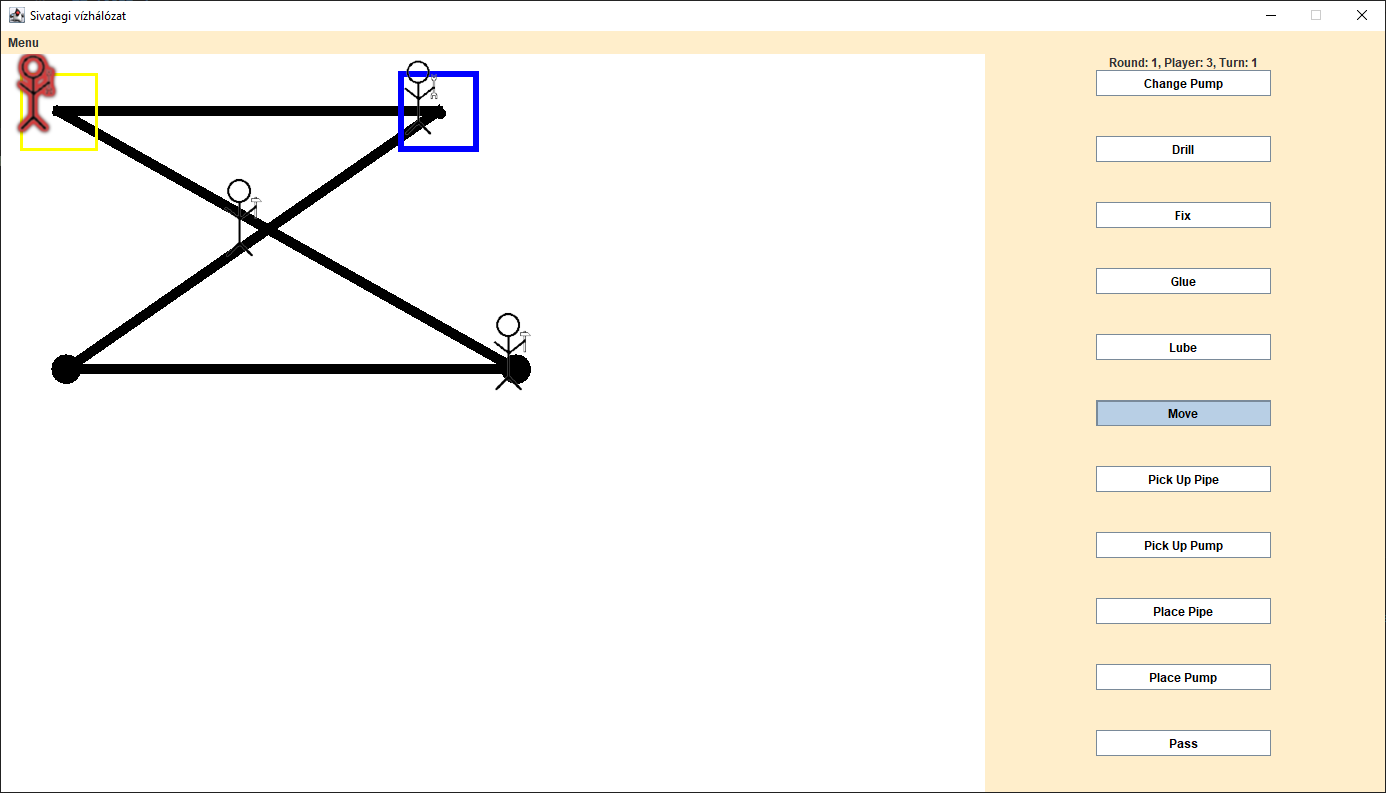 Sivatagi vízhálózat
Menu
Round: 1, Player: 3, Turn: 1
Change Pump
Drill
Fix
Glue
Lube
Move
Pick Up Pipe
Pick Up Pump
Place Pipe
Place Pump
Pass